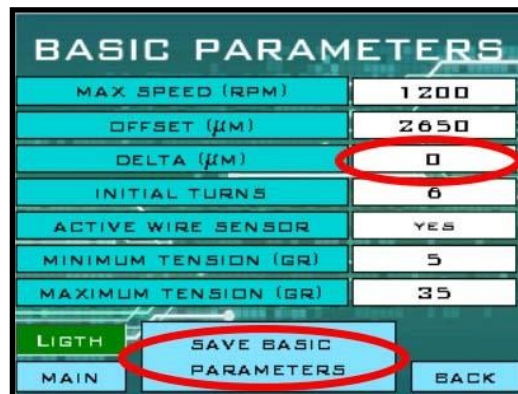 BASIC PARAMETERS
MAX SPEED (RPM) 1200
OFFSET (µM) 2650
DELTA (µM) 0
INITIAL TURNS 6
ACTIVE WIRE SENSOR YES
MINIMUM TENSION (GR) 5
MAXIMUM TENSION (GR) 35
LIGTH
SAVE BASIC
PARAMETERS
MAIN
BACK